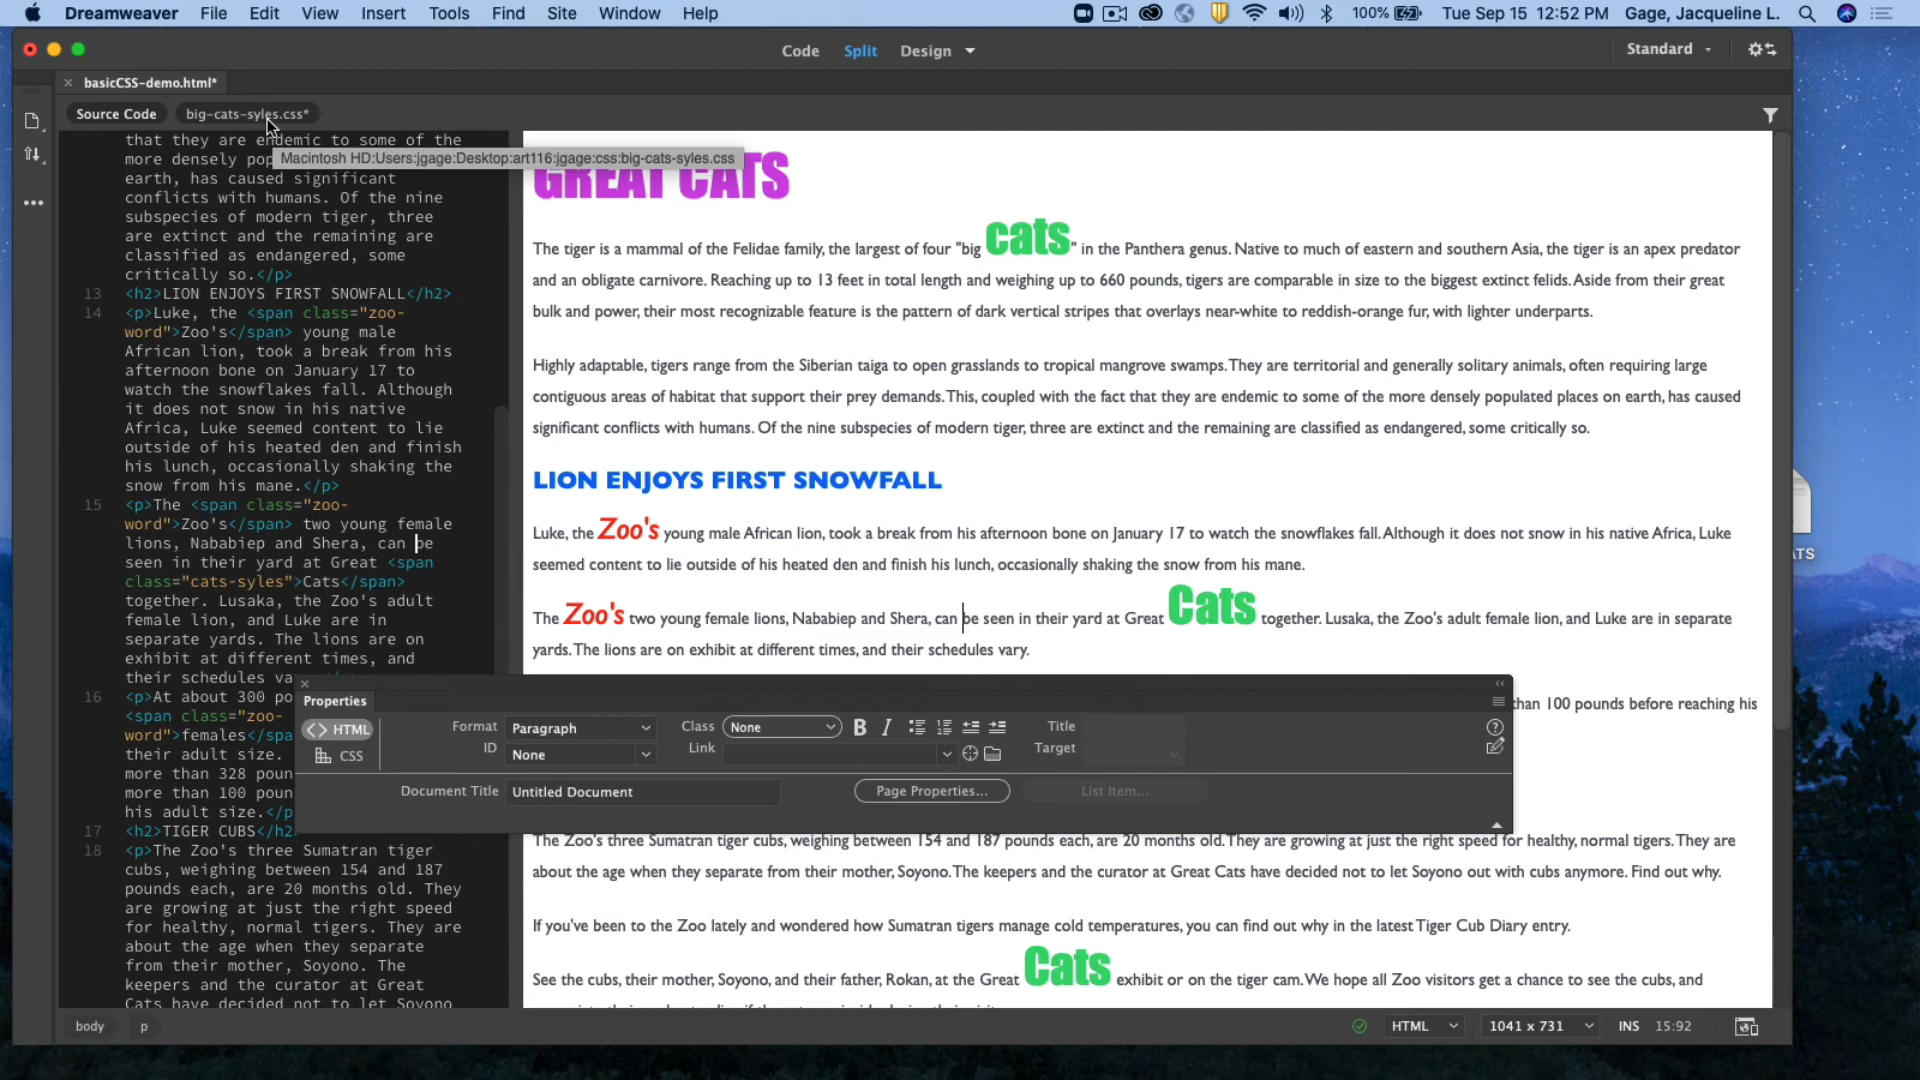 Dreamweaver File Edit View Insert Tools Find Site Window Help 100% Tue Sep 15 12:52 PM Gage, Jacqueline L.
Code Split Design Standard
basicCSS-demo.html*
Source Code big-cats-syles.css*
that they are endemic to some of the
more densely pop
Macintosh HD:Users:jgage:Desktop:art116:jgage:css:big-cats-syles.css
earth, has caused significant
conflicts with humans. Of the nine
subspecies of modern tiger, three
are extinct and the remaining are
classified as endangered, some
critically so.</p>
13 <h2>LION ENJOYS FIRST SNOWFALL</h2>
14 <p>Luke, the <span class="zoo-
word">Zoo's</span> young male
African lion, took a break from his
afternoon bone on January 17 to
watch the snowflakes fall. Although
it does not snow in his native
Africa, Luke seemed content to lie
outside of his heated den and finish
his lunch, occasionally shaking the
snow from his mane.</p>
15 <p>The <span class="zoo-
word">Zoo's</span> two young female
lions, Nababiep and Shera, can be
seen in their yard at Great <span
class="cats-syles">Cats</span>
together. Lusaka, the Zoo's adult
female lion, and Luke are in
separate yards. The lions are on
exhibit at different times, and
their schedules va
16 <p>At about 300 po
<span class="zoo-
word">females</spa
their adult size.
more than 328 poun
more than 100 poun
his adult size.</p
17 <h2>TIGER CUBS</h2
18 <p>The Zoo's three Sumatran tiger
cubs, weighing between 154 and 187
pounds each, are 20 months old. They
are growing at just the right speed
for healthy, normal tigers. They are
about the age when they separate
from their mother, Soyono. The
keepers and the curator at Great
Cats have decided not to let Soyono
GREAT CATS
The tiger is a mammal of the Felidae family, the largest of four "big cats" in the Panthera genus. Native to much of eastern and southern Asia, the tiger is an apex predator
and an obligate carnivore. Reaching up to 13 feet in total length and weighing up to 660 pounds, tigers are comparable in size to the biggest extinct felids. Aside from their great
bulk and power, their most recognizable feature is the pattern of dark vertical stripes that overlays near-white to reddish-orange fur, with lighter underparts.
Highly adaptable, tigers range from the Siberian taiga to open grasslands to tropical mangrove swamps. They are territorial and generally solitary animals, often requiring large
contiguous areas of habitat that support their prey demands. This, coupled with the fact that they are endemic to some of the more densely populated places on earth, has caused
significant conflicts with humans. Of the nine subspecies of modern tiger, three are extinct and the remaining are classified as endangered, some critically so.
LION ENJOYS FIRST SNOWFALL
Luke, the Zoo's young male African lion, took a break from his afternoon bone on January 17 to watch the snowflakes fall. Although it does not snow in his native Africa, Luke
seemed content to lie outside of his heated den and finish his lunch, occasionally shaking the snow from his mane.
The Zoo's two young female lions, Nababiep and Shera, can be seen in their yard at Great Cats together. Lusaka, the Zoo's adult female lion, and Luke are in separate
yards. The lions are on exhibit at different times, and their schedules vary.
than 100 pounds before reaching his
Properties
HTML Format Paragraph Class None B I Title
CSS ID None Link Target
Document Title Untitled Document Page Properties... List Item...
The Zoo's three Sumatran tiger cubs, weighing between 154 and 187 pounds each, are 20 months old. They are growing at just the right speed for healthy, normal tigers. They are
about the age when they separate from their mother, Soyono. The keepers and the curator at Great Cats have decided not to let Soyono out with cubs anymore. Find out why.
If you've been to the Zoo lately and wondered how Sumatran tigers manage cold temperatures, you can find out why in the latest Tiger Cub Diary entry.
See the cubs, their mother, Soyono, and their father, Rokan, at the Great Cats exhibit or on the tiger cam. We hope all Zoo visitors get a chance to see the cubs, and
body p HTML 1041 x 731 INS 15:92
ATS